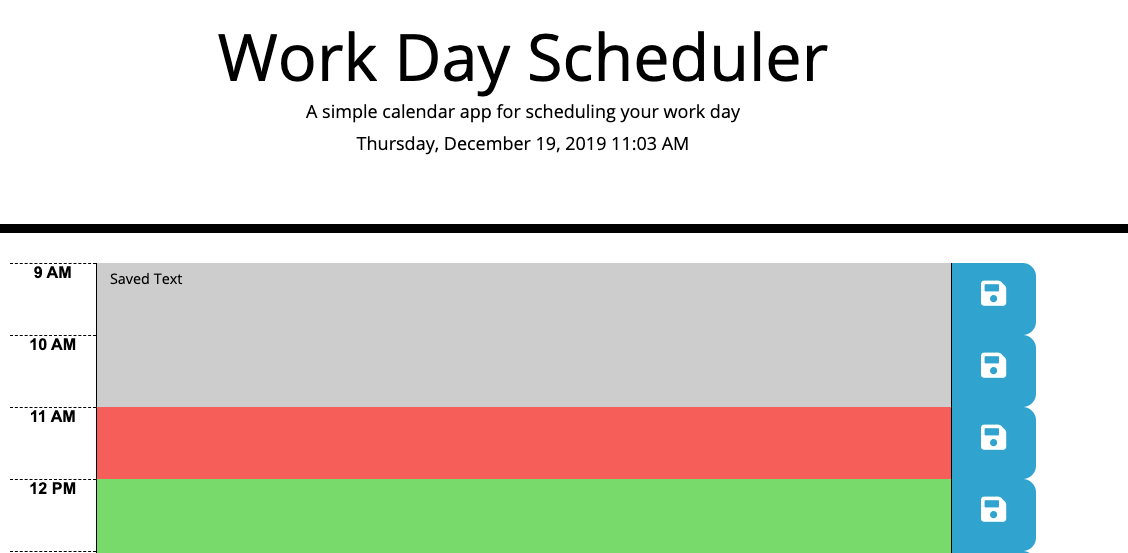 Work Day Scheduler
A simple calendar app for scheduling your work day
Thursday, December 19, 2019 11:03 AM
9 AM
Saved Text
10 AM
11 AM
12 PM